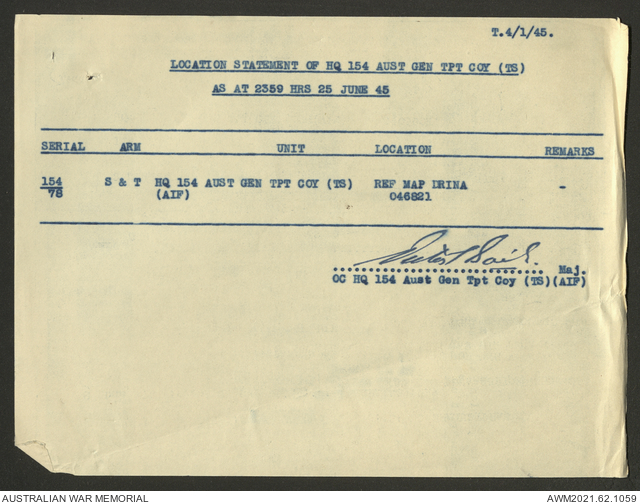 T.4/1/45.
LOCATION STATEMENT OF HQ 154 AUST GEN TPT COY (TS)
AS AT 2359 HRS 25 JUNE 45
SERIAL ARM UNIT LOCATION REMARKS
154 S & T HQ 154 AUST GEN TPT COY (TS) REF MAP IRINA -
78 (AIF) 046821
Maj.
OC HQ 154 Aust Gen Tpt Coy (TS)(AIF)
AUSTRALIAN WAR MEMORIAL AWM2021.62.1059